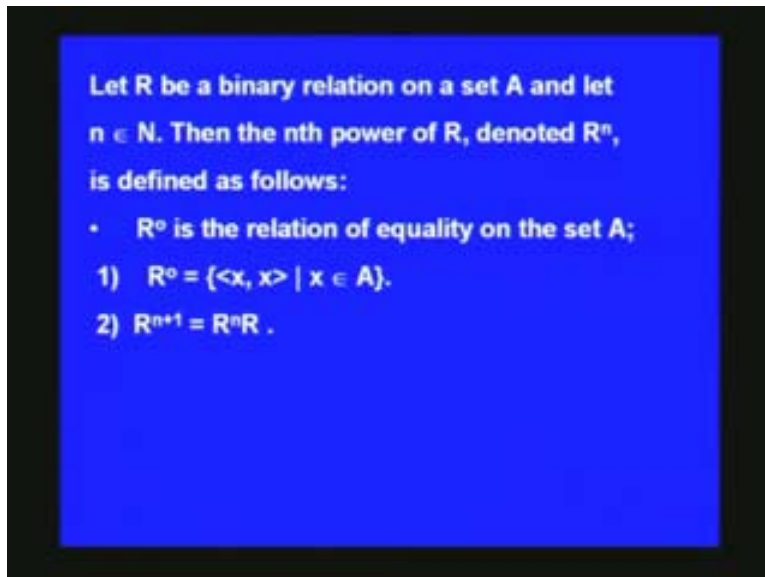 Let R be a binary relation on a set A and let
n ∈ N. Then the nth power of R, denoted Rⁿ,
is defined as follows:
• R⁰ is the relation of equality on the set A;
1) R⁰ = {<x, x> | x ∈ A}.
2) Rⁿ⁺¹ = RⁿR .